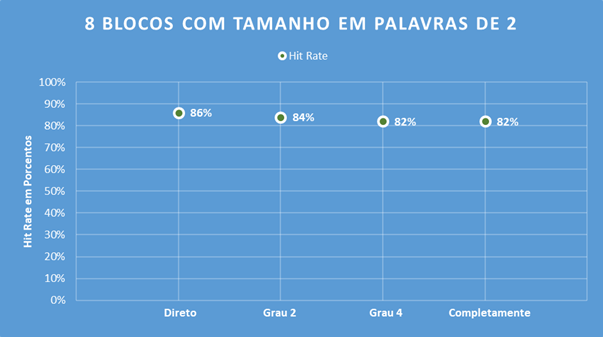 8 BLOCOS COM TAMANHO EM PALAVRAS DE 2
Hit Rate
Hit Rate em Porcentos
100%
90%
80%
70%
60%
50%
40%
30%
20%
10%
0%
86%
84%
82%
82%
Direto
Grau 2
Grau 4
Completamente